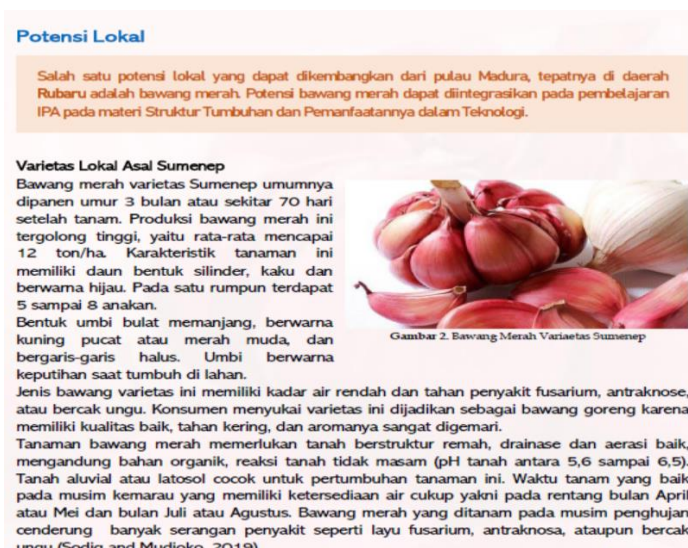 Potensi Lokal
Salah satu potensi lokal yang dapat dikembangkan dari pulau Madura, tepatnya di daerah
Rubaru adalah bawang merah. Potensi bawang merah dapat diintegrasikan pada pembelajaran
IPA pada materi Struktur Tumbuhan dan Pemanfaatannya dalam Teknologi.
Varietas Lokal Asal Sumenep
Bawang merah varietas Sumenep umumnya
dipanen umur 3 bulan atau sekitar 70 hari
setelah tanam. Produksi bawang merah ini
tergolong tinggi, yaitu rata-rata mencapai
12 ton/ha. Karakteristik tanaman ini
memiliki daun bentuk silinder, kaku dan
berwarna hijau. Pada satu rumpun terdapat
5 sampai 8 anakan.
Bentuk umbi bulat memanjang, berwarna
kuning pucat atau merah muda, dan
bergaris-garis halus. Umbi berwarna
keputihan saat tumbuh di lahan.
Gambar 2. Bawang Merah Variaetas Sumenep
Jenis bawang varietas ini memiliki kadar air rendah dan tahan penyakit fusarium, antraknose,
atau bercak ungu. Konsumen menyukai varietas ini dijadikan sebagai bawang goreng karena
memiliki kualitas baik, tahan kering, dan aromanya sangat digemari.
Tanaman bawang merah memerlukan tanah berstruktur remah, drainase dan aerasi baik,
mengandung bahan organik, reaksi tanah tidak masam (pH tanah antara 5,6 sampai 6,5).
Tanah aluvial atau latosol cocok untuk pertumbuhan tanaman ini. Waktu tanam yang baik
pada musim kemarau yang memiliki ketersediaan air cukup yakni pada rentang bulan April
atau Mei dan bulan Juli atau Agustus. Bawang merah yang ditanam pada musim penghujan
cenderung banyak serangan penyakit seperti layu fusarium, antraknosa, ataupun bercak
ungu (Sodiq and Mudjoko, 2019)